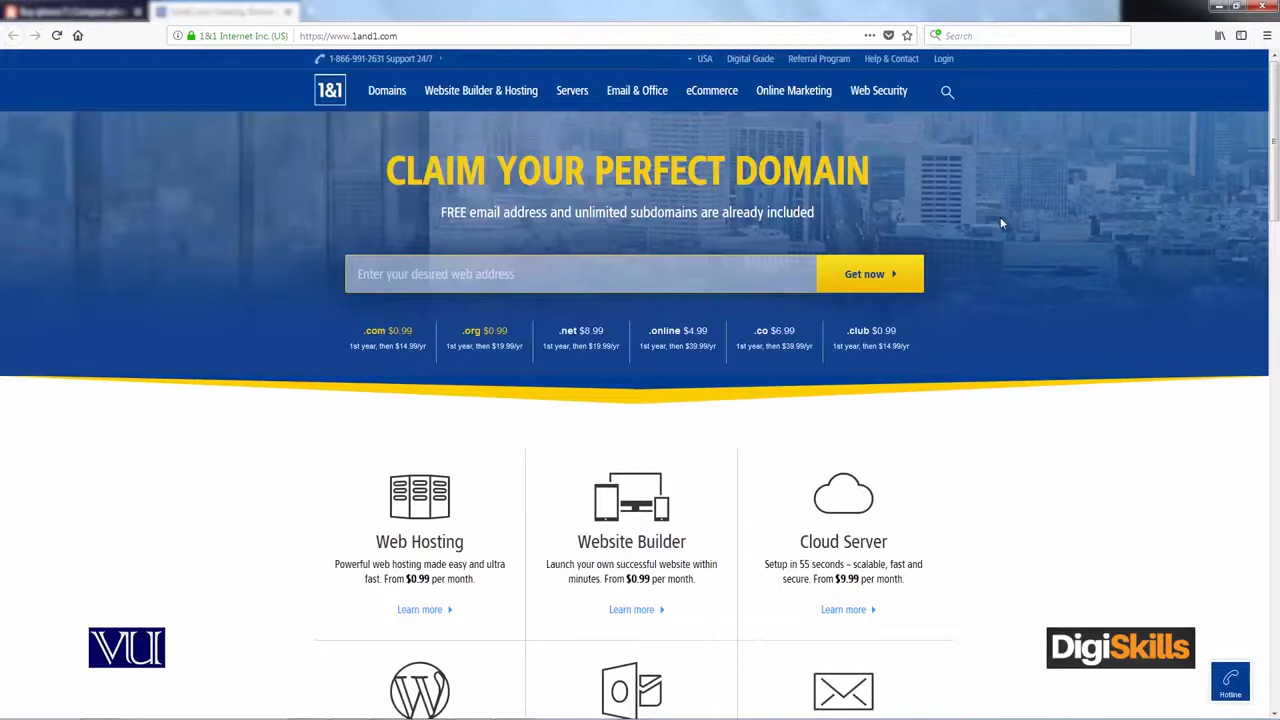 1&1 Internet Inc. (US)
https://www.1and1.com
Search
1-866-991-2631 Support 24/7
USA
Digital Guide
Referral Program
Help & Contact
Login
1&1
Domains
Website Builder & Hosting
Servers
Email & Office
eCommerce
Online Marketing
Web Security
CLAIM YOUR PERFECT DOMAIN
FREE email address and unlimited subdomains are already included
Enter your desired web address
Get now
.com $0.99
1st year, then $14.99/yr
.org $0.99
1st year, then $19.99/yr
.net $8.99
1st year, then $19.99/yr
.online $4.99
1st year, then $39.99/yr
.co $6.99
1st year, then $39.99/yr
.club $0.99
1st year, then $14.99/yr
Web Hosting
Powerful web hosting made easy and ultra
fast. From $0.99 per month.
Learn more
Website Builder
Launch your own successful website within
minutes. From $0.99 per month.
Learn more
Cloud Server
Setup in 55 seconds – scalable, fast and
secure. From $9.99 per month.
Learn more
VU
DigiSkills
Hotline